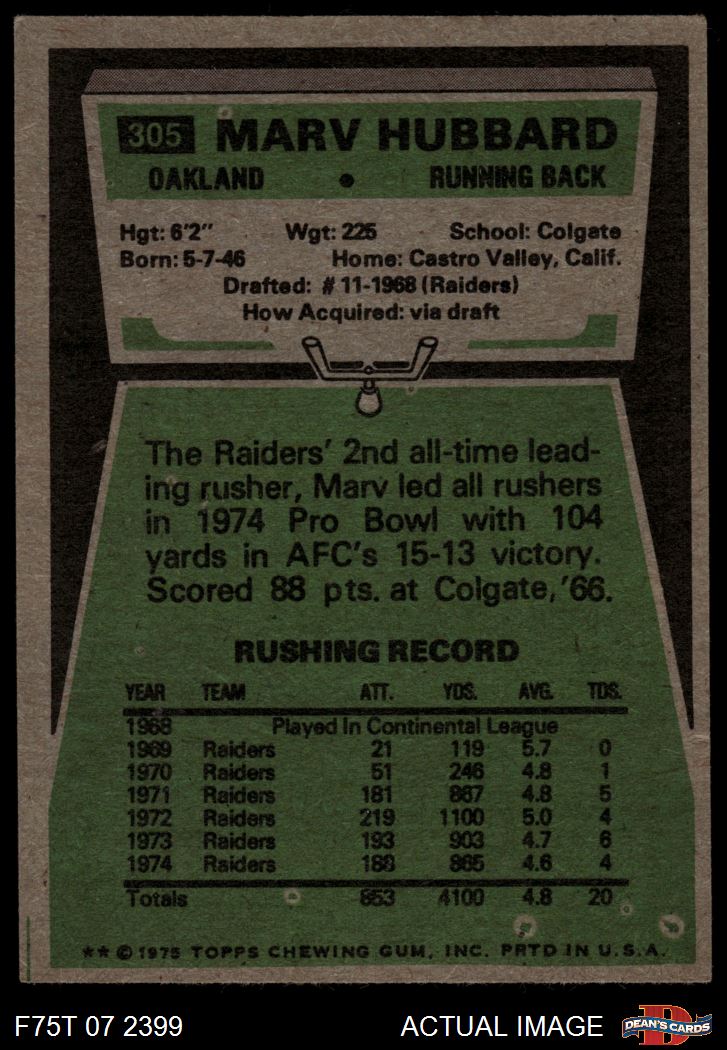 305 MARV HUBBARD
OAKLAND • RUNNING BACK
Hgt: 6'2" Wgt: 225 School: Colgate
Born: 5-7-46 Home: Castro Valley, Calif.
Drafted: #11-1968 (Raiders)
How Acquired: via draft
The Raiders' 2nd all-time lead-
ing rusher, Marv led all rushers
in 1974 Pro Bowl with 104
yards in AFC's 15-13 victory.
Scored 88 pts. at Colgate, '66.
RUSHING RECORD
YEAR TEAM ATT. YDS. AVG. TDS.
1968 Played In Continental League
1969 Raiders 21 119 5.7 0
1970 Raiders 51 246 4.8 1
1971 Raiders 181 867 4.8 5
1972 Raiders 219 1100 5.0 4
1973 Raiders 193 903 4.7 6
1974 Raiders 188 865 4.6 4
Totals 853 4100 4.8 20
** © 1975 TOPPS CHEWING GUM, INC. PRTD IN U.S.A.
F75T 07 2399 ACTUAL IMAGE D DEAN'S CARDS